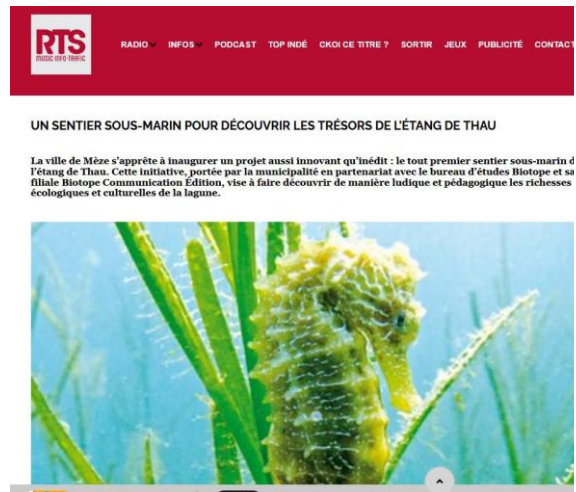 RTS
MUSIC·INFO·TRAFIC
RADIO INFOS PODCAST TOP INDÉ CKOI CE TITRE ? SORTIR JEUX PUBLICITÉ CONTACT
UN SENTIER SOUS-MARIN POUR DÉCOUVRIR LES TRÉSORS DE L'ÉTANG DE THAU
La ville de Mèze s'apprête à inaugurer un projet aussi innovant qu'inédit : le tout premier sentier sous-marin d
l'étang de Thau. Cette initiative, portée par la municipalité en partenariat avec le bureau d'études Biotope et sa
filiale Biotope Communication Édition, vise à faire découvrir de manière ludique et pédagogique les richesses
écologiques et culturelles de la lagune.